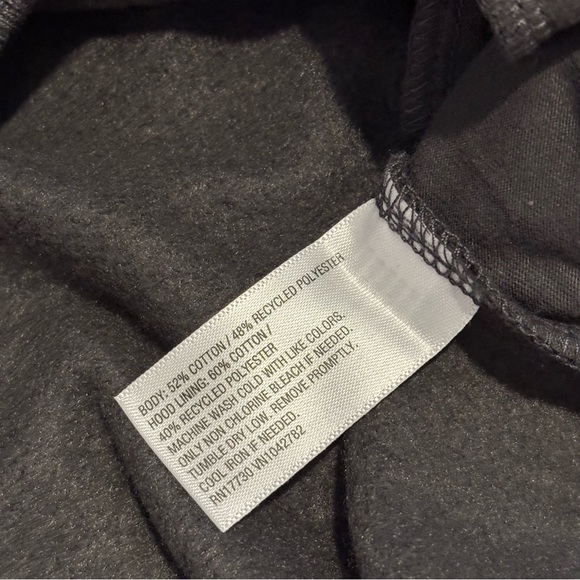 BODY: 52% COTTON / 48% RECYCLED POLYESTER
HOOD LINING: 60% COTTON /
40% RECYCLED POLYESTER
MACHINE WASH COLD WITH LIKE COLORS.
ONLY NON CHLORINE BLEACH IF NEEDED.
TUMBLE DRY LOW. REMOVE PROMPTLY.
COOL IRON IF NEEDED.
RN17730 VN1042782